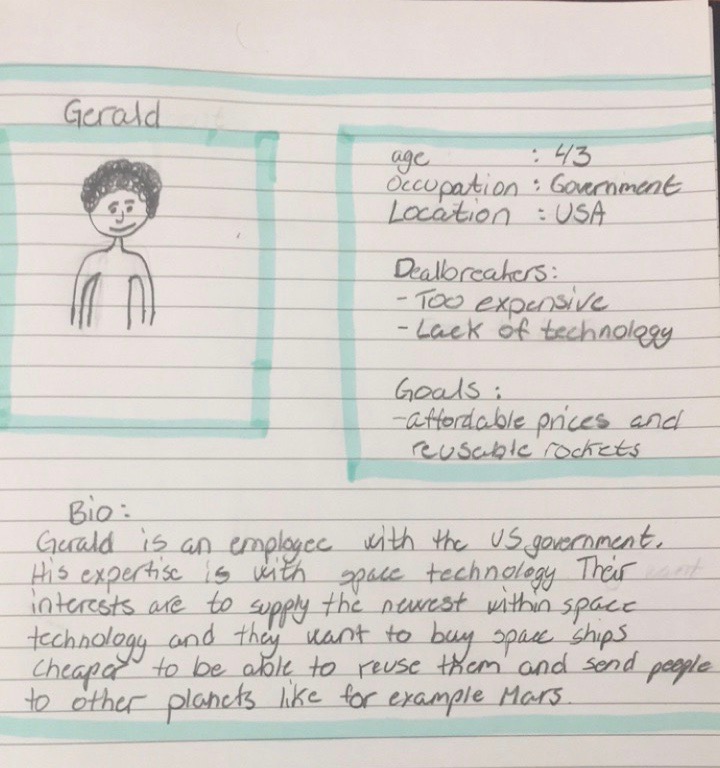 Gerald
age : 43
Occupation : Government
Location : USA
Dealbreakers:
- Too expensive
- Lack of technology
Goals :
- affordable prices and
reusable rockets
Bio:
Gerald is an employee with the US government.
His expertise is with space technology Their want
interests are to supply the newest within space
technology and they want to buy space ships
cheaper to be able to reuse them and send people
to other planets like for example Mars.